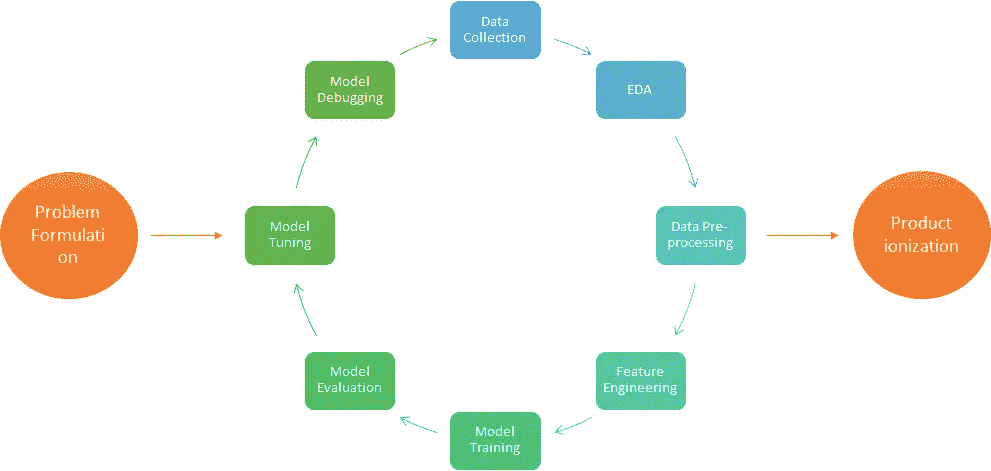 Data
Collection
EDA
Data Pre-
processing
Feature
Engineering
Model
Training
Model
Evaluation
Model
Tuning
Model
Debugging
Problem
Formulati
on
Product
ionization